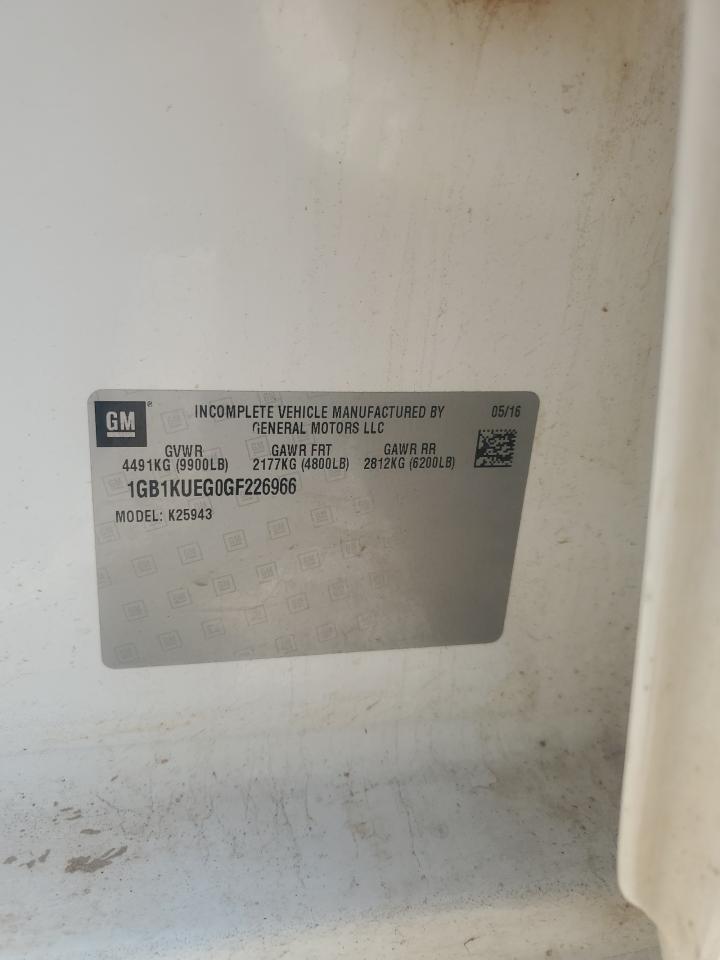 GM ® INCOMPLETE VEHICLE MANUFACTURED BY 05/16
GENERAL MOTORS LLC
GVWR GAWR FRT GAWR RR
4491KG (9900LB) 2177KG (4800LB) 2812KG (6200LB)
1GB1KUEG0GF226966
MODEL: K25943